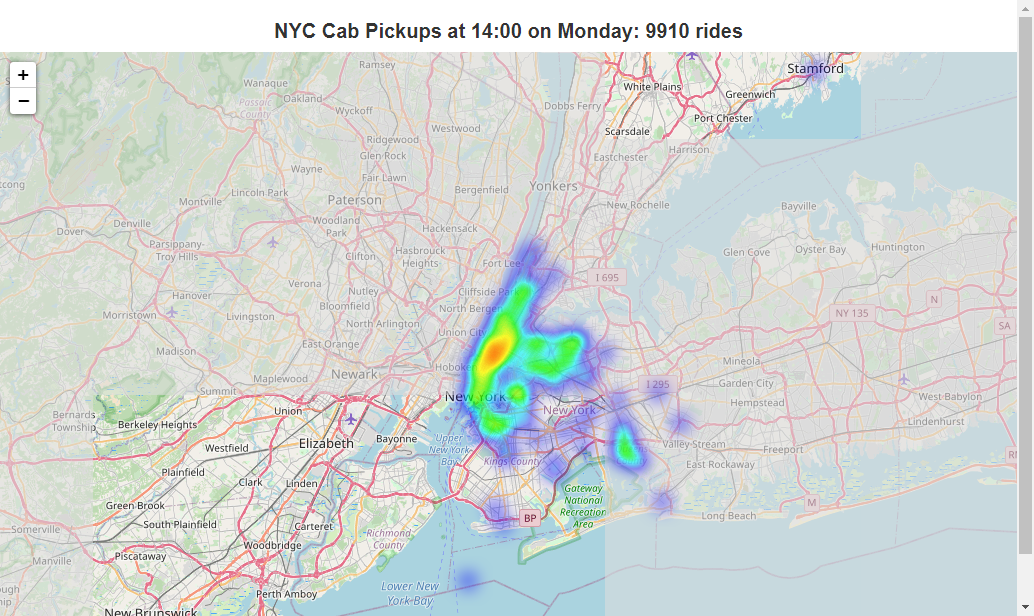 NYC Cab Pickups at 14:00 on Monday: 9910 rides
+
−
Ramsey
Stamford
Wanaque
White Plains
Greenwich
Oakland
Passaic
County
Wyckoff
Dobbs Ferry
Port Chester
Westwood
Scarsdale
Ridgewood
Harrison
Glen Rock
Eastchester
Wayne
Fair Lawn
Lincoln Park
Bergenfield
Yonkers
Montville
Paterson
New Rochelle
Bayville
Denville
Woodland
Park
Hackensack
Dover
Parsippany-
Troy Hills
Clifton
Hasbrouck
Heights
Fort Lee
Glen Cove
Oyster Bay
Huntington
I 695
Verona
Nutley
Cliffside Park
Hanover
Bloomfield
North Bergen
N
Morristown
Livingston
North Arlington
NY 135
SA
Union City
East Orange
Madison
Mineola
Newark
Hoboken
Maplewood
Summit
I 295
Garden City
New York
West Babylon
Hempstead
Bernards
Township
Union
New York
Berkeley Heights
Lindenhurst
Elizabeth
Bayonne
Upper
New York
Bay
Valley Stream
Freeport
Westfield
Kings County
East Rockaway
Plainfield
Clark
Linden
Gateway
National
Recreation
Area
Green Brook
M
South Plainfield
BP
Long Beach
Carteret
Somerville
Richmond
County
Woodbridge
Piscataway
Manville
Perth Amboy
Lower New
York Bay
New Brunswick